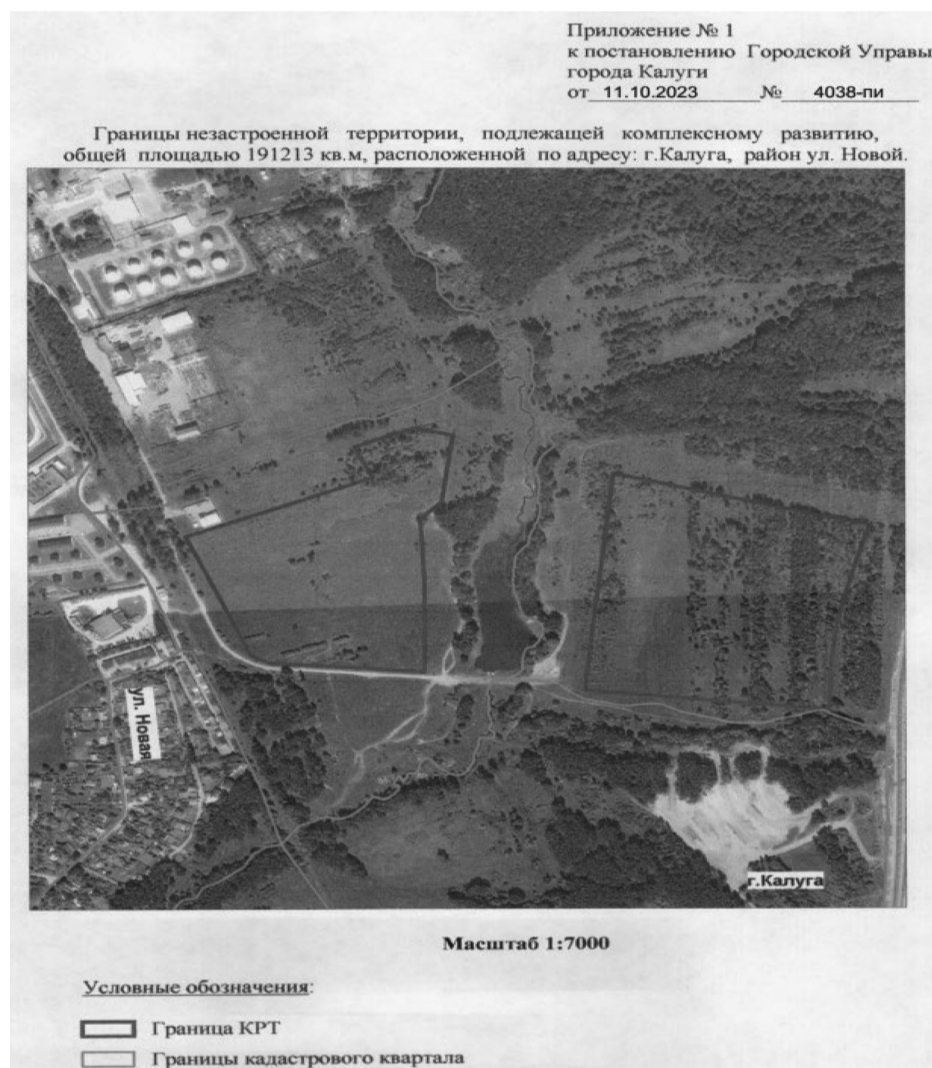 Приложение № 1
к постановлению Городской Управы
города Калуги
от 11.10.2023 № 4038-пи
Границы незастроенной территории, подлежащей комплексному развитию,
общей площадью 191213 кв.м, расположенной по адресу: г.Калуга, район ул. Новой.
ул. Новая
г.Калуга
Масштаб 1:7000
Условные обозначения:
Граница КРТ
Границы кадастрового квартала